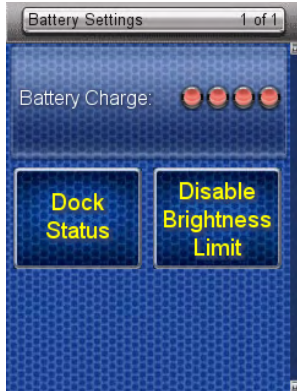 Battery Settings 1 of 1
Battery Charge:
Dock
Status
Disable
Brightness
Limit